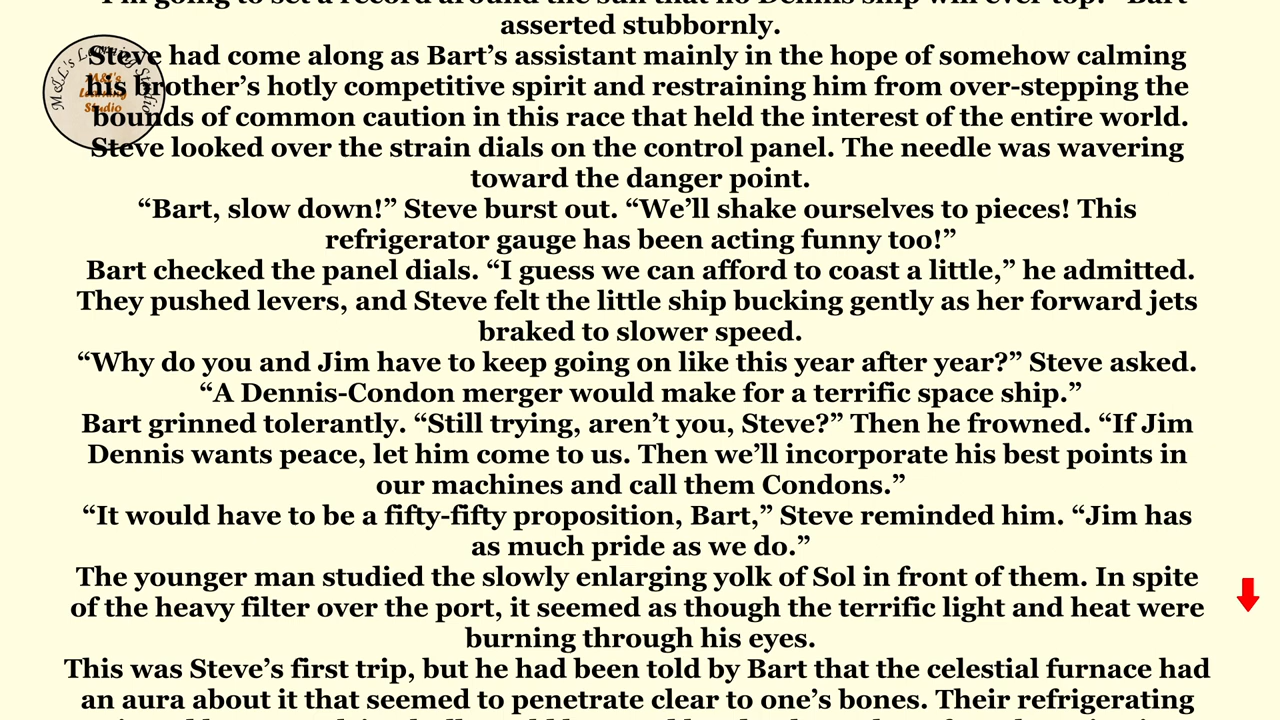 I'm going to set a record around the sun that no Dennis ship will ever top!" Bart
asserted stubbornly.
Steve had come along as Bart’s assistant mainly in the hope of somehow calming
his brother’s hotly competitive spirit and restraining him from over-stepping the
bounds of common caution in this race that held the interest of the entire world.
Steve looked over the strain dials on the control panel. The needle was wavering
toward the danger point.
“Bart, slow down!” Steve burst out. “We’ll shake ourselves to pieces! This
refrigerator gauge has been acting funny too!”
Bart checked the panel dials. “I guess we can afford to coast a little,” he admitted.
They pushed levers, and Steve felt the little ship bucking gently as her forward jets
braked to slower speed.
“Why do you and Jim have to keep going on like this year after year?” Steve asked.
“A Dennis-Condon merger would make for a terrific space ship.”
Bart grinned tolerantly. “Still trying, aren’t you, Steve?” Then he frowned. “If Jim
Dennis wants peace, let him come to us. Then we’ll incorporate his best points in
our machines and call them Condons.”
“It would have to be a fifty-fifty proposition, Bart,” Steve reminded him. “Jim has
as much pride as we do.”
The younger man studied the slowly enlarging yolk of Sol in front of them. In spite
of the heavy filter over the port, it seemed as though the terrific light and heat were
burning through his eyes.
This was Steve’s first trip, but he had been told by Bart that the celestial furnace had
an aura about it that seemed to penetrate clear to one’s bones. Their refrigerating
M&L's Learning Studio
M&L's
Learning
Studio